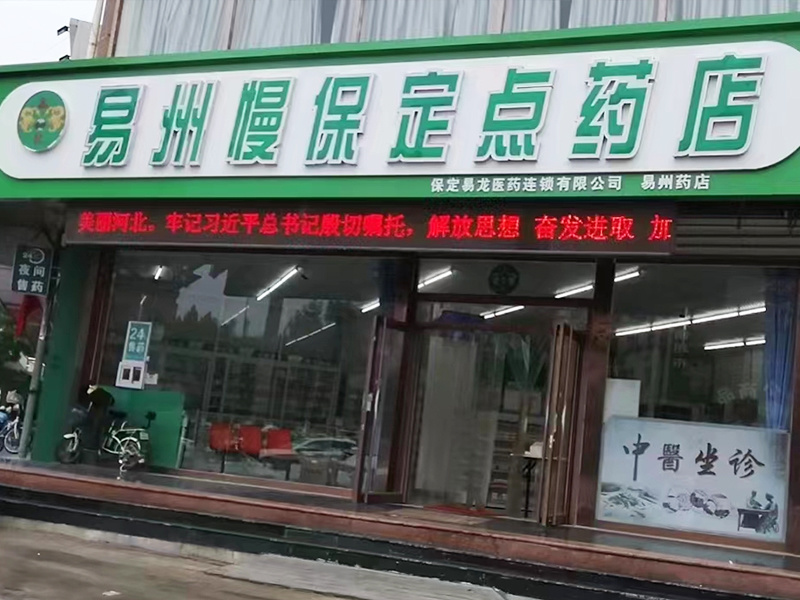 易州慢保定点药店
保定易龙医药连锁有限公司 易州药店
美丽河北。牢记习近平总书记殷切嘱托，解放思想 奋发进取 加
夜间
售药
24
售药
中醫坐诊